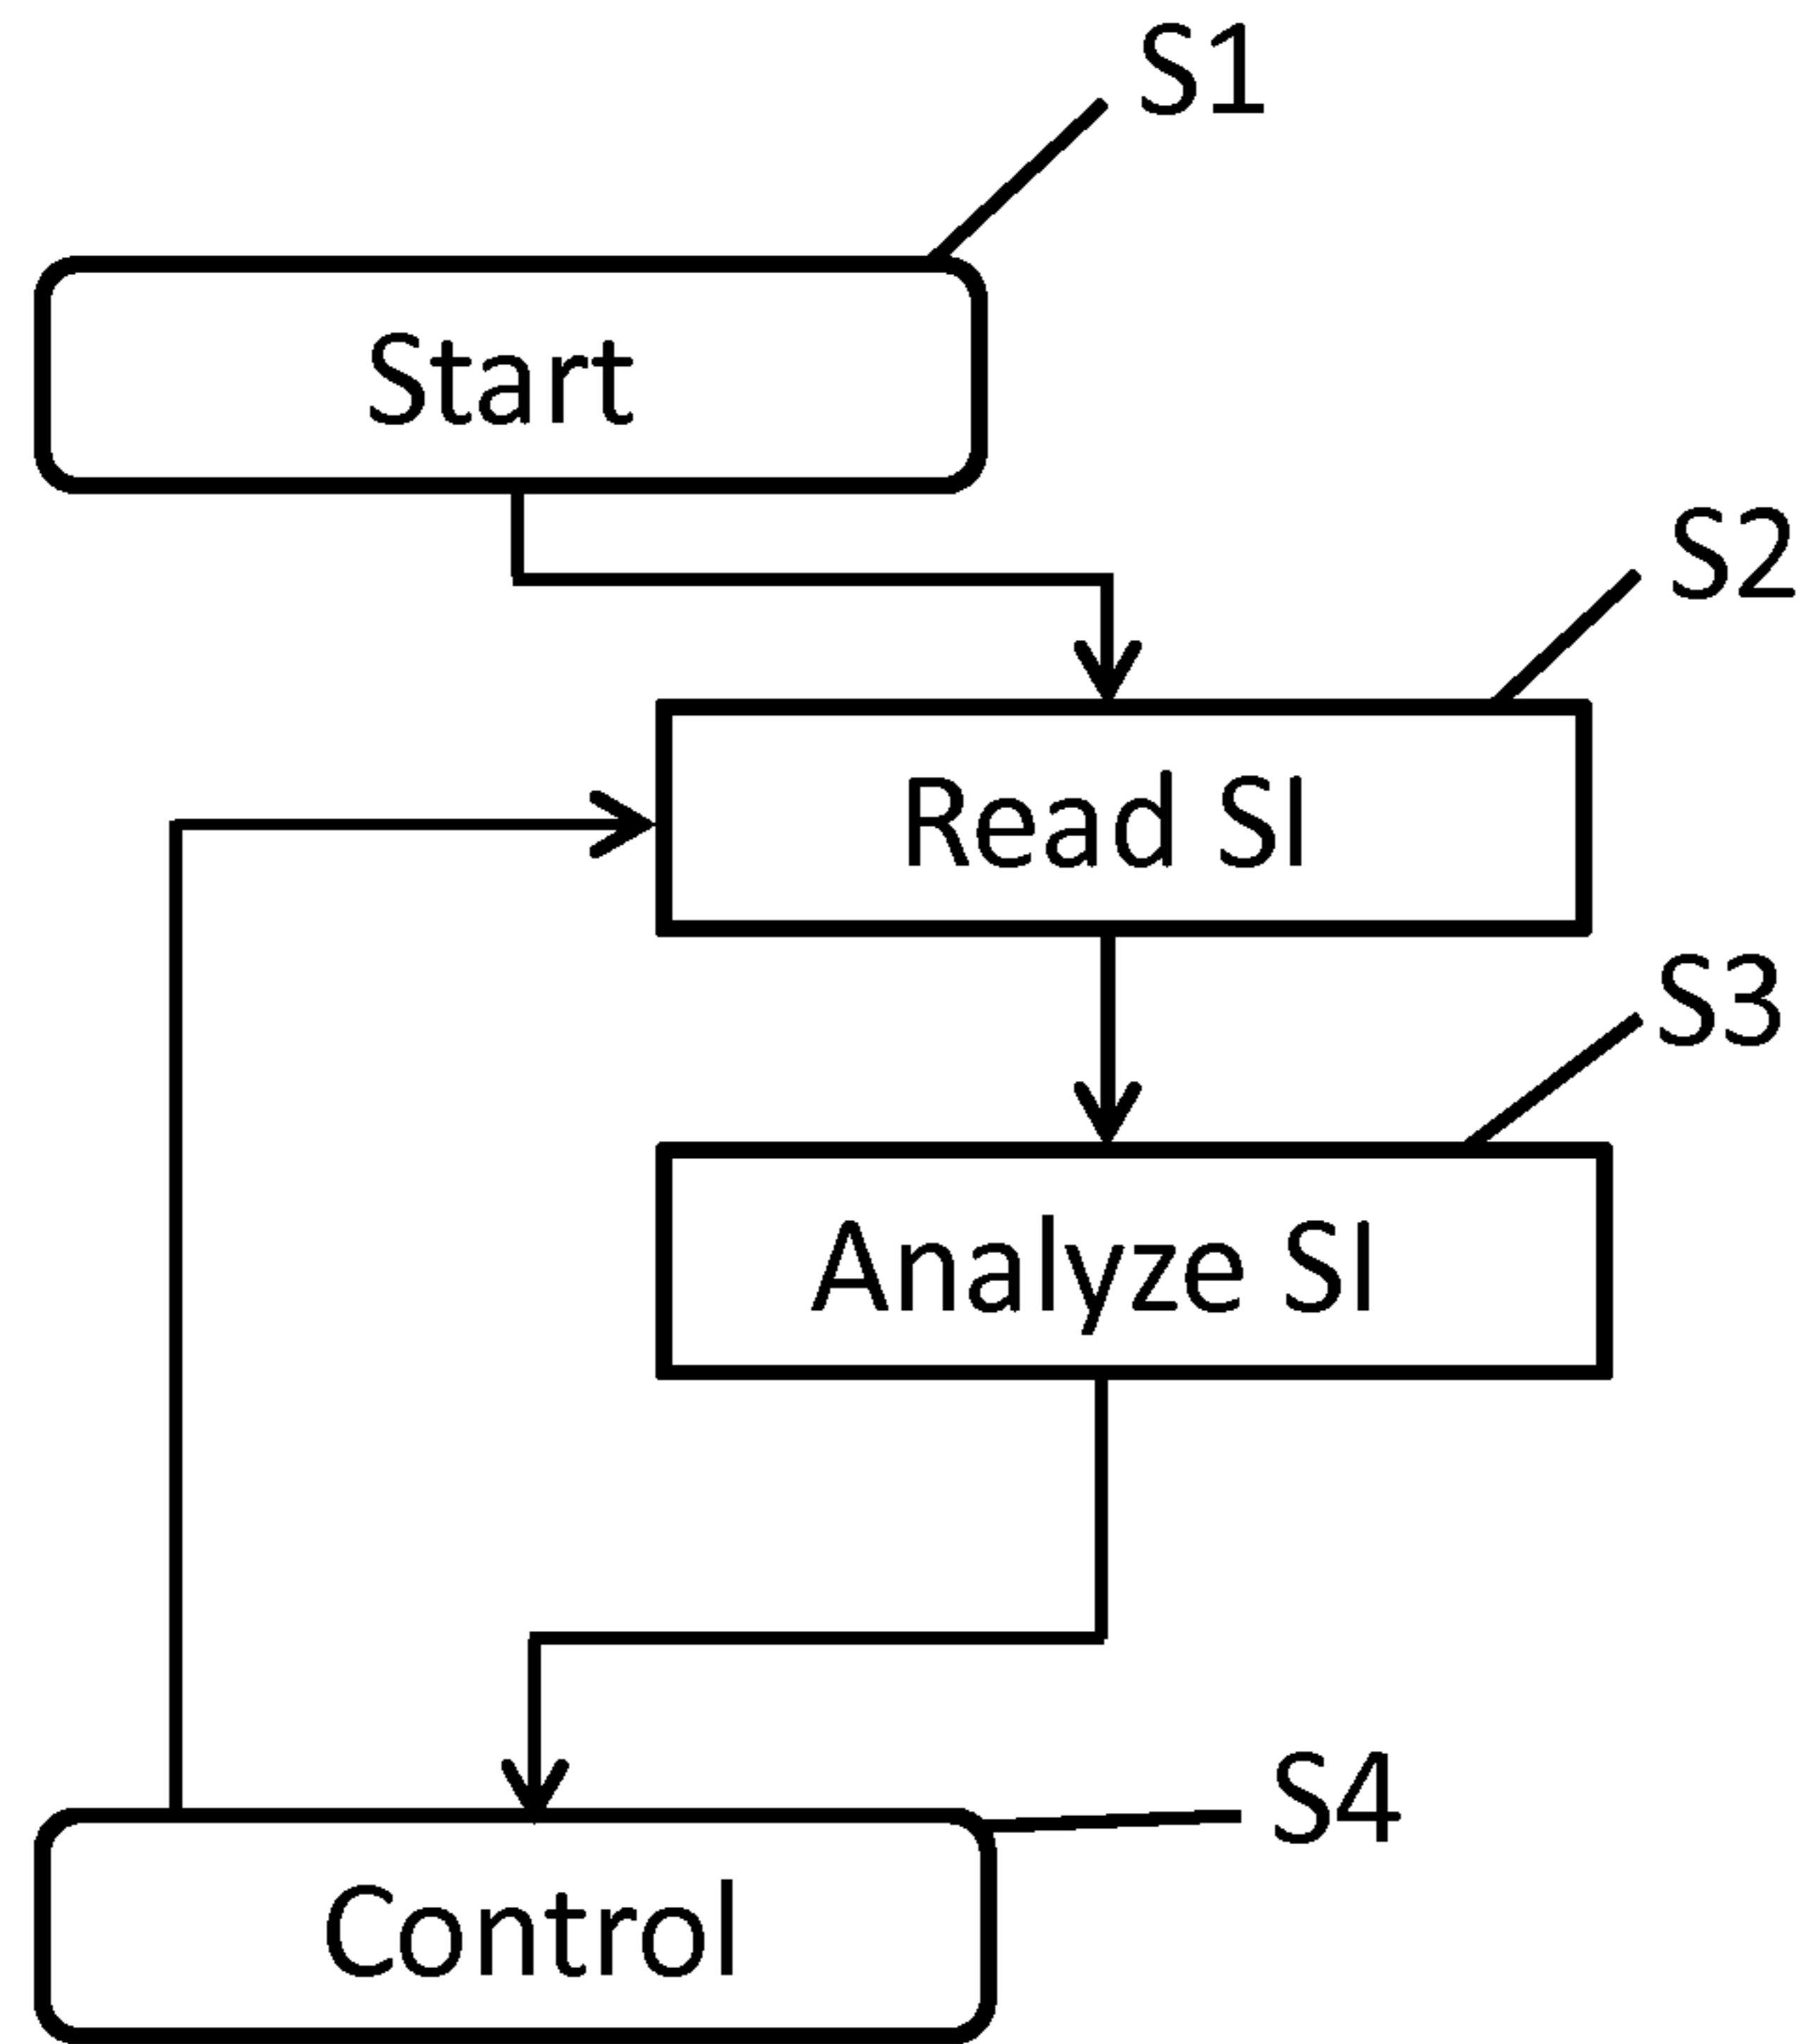 S1
Start
S2
Read SI
S3
Analyze SI
S4
Control